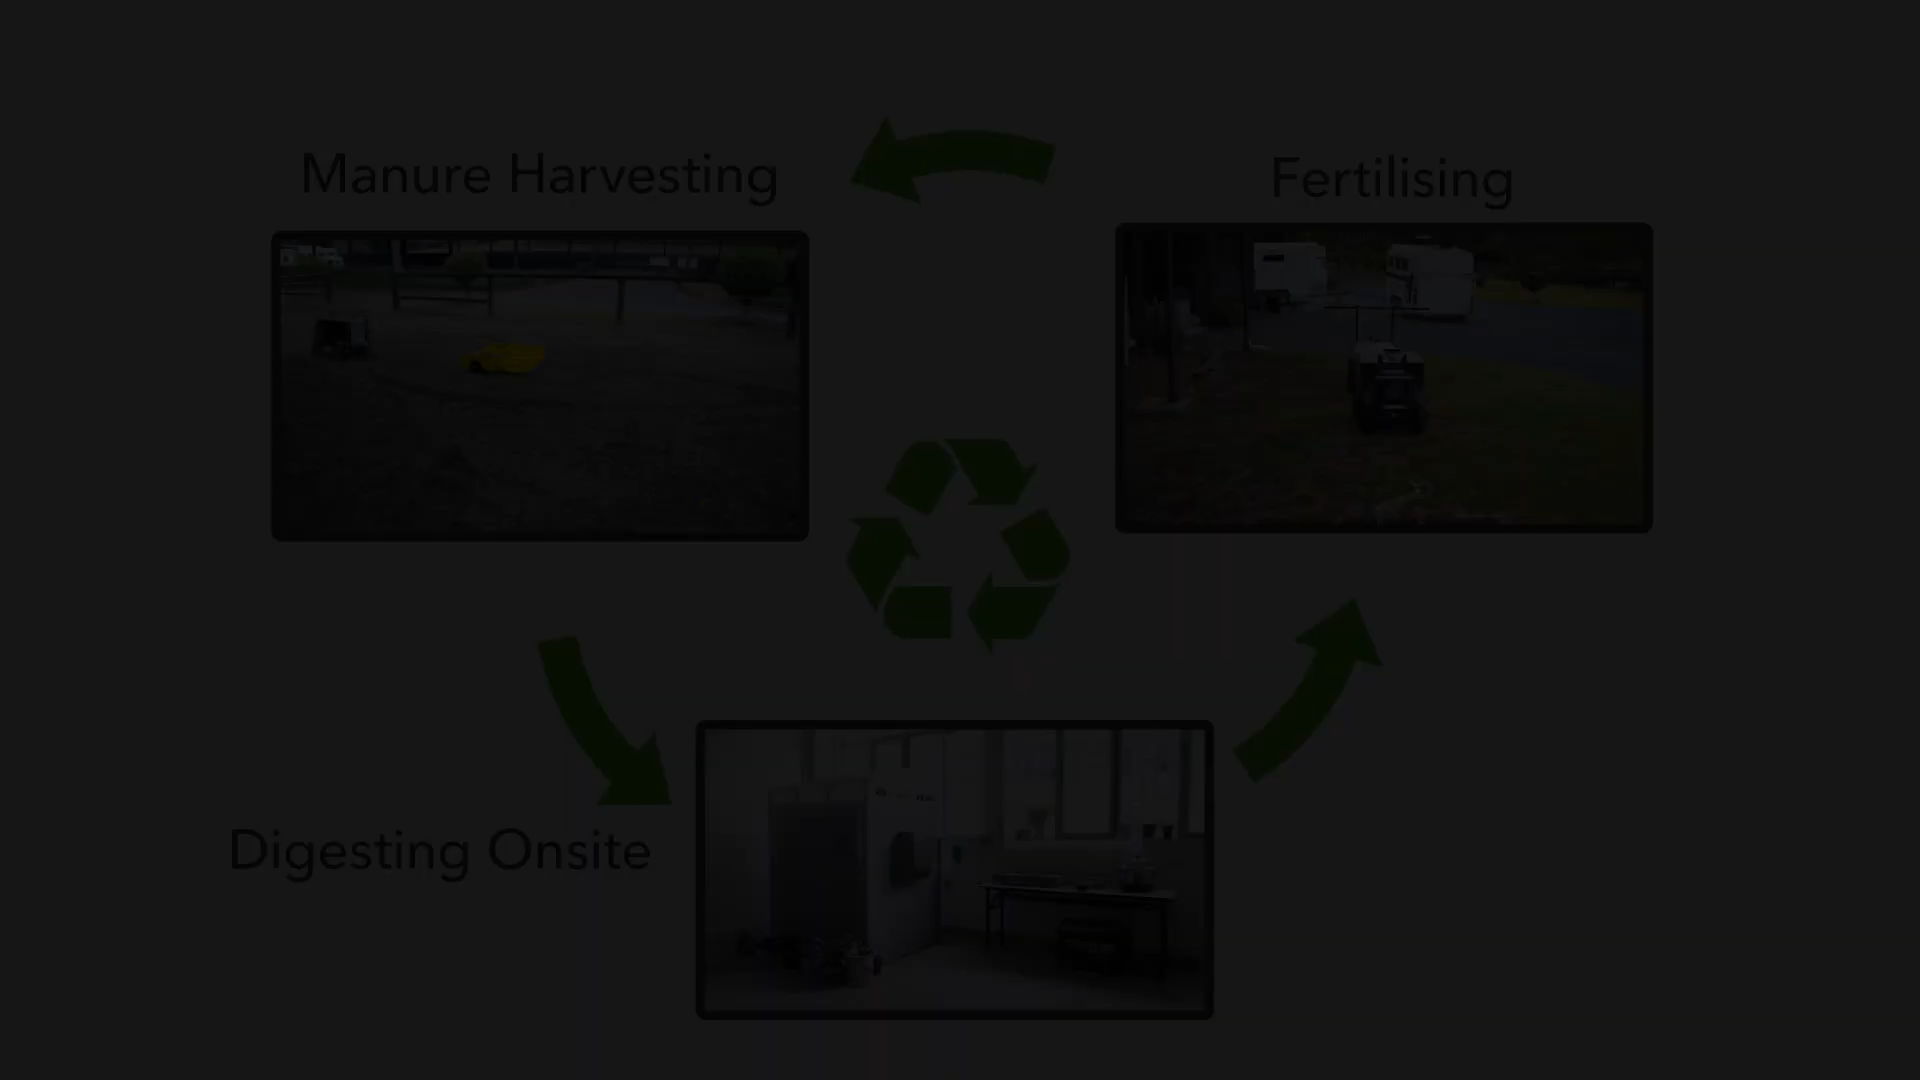 Manure Harvesting
Fertilising
Digesting Onsite